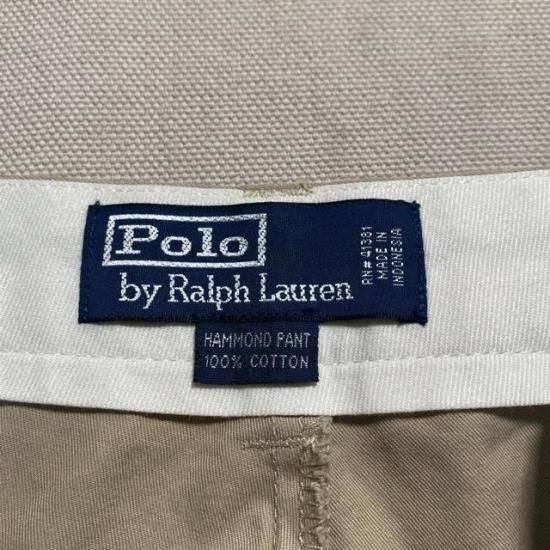 Polo
by Ralph Lauren
RN#41381
MADE IN
INDONESIA
HAMMOND PANT
100% COTTON